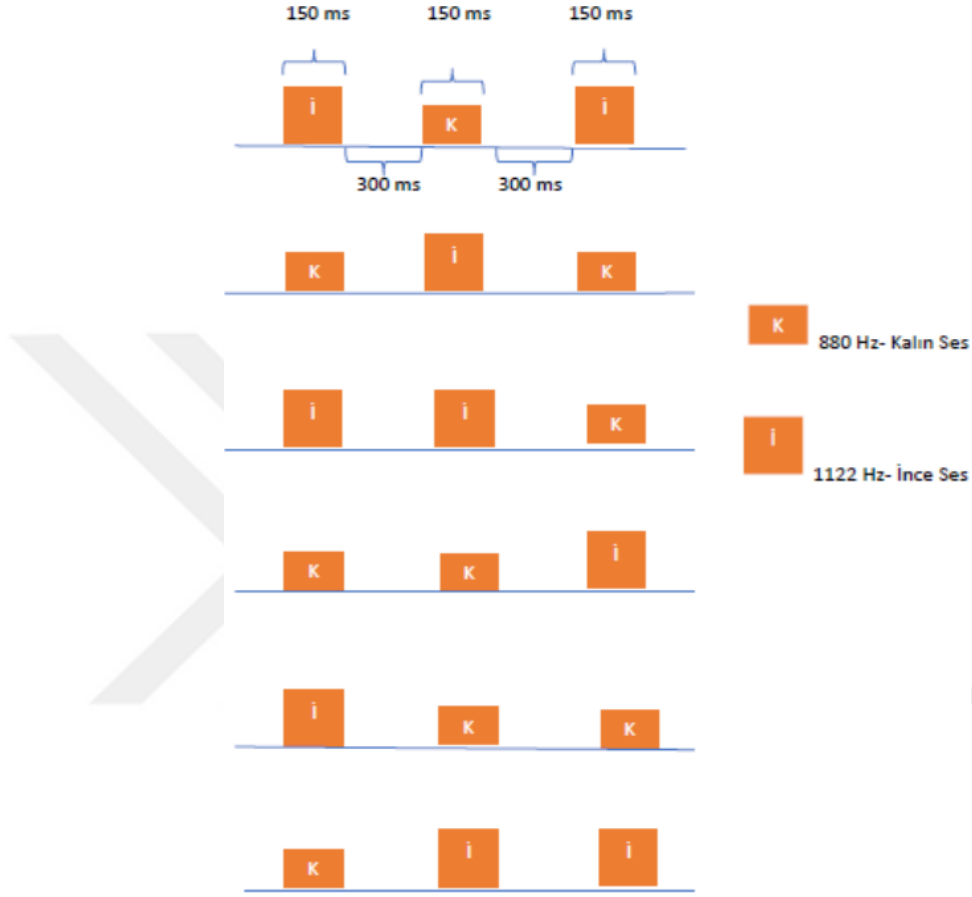 150 ms 150 ms 150 ms
İ K İ
300 ms 300 ms
K İ K
K 880 Hz- Kalın Ses
İ İ K
İ 1122 Hz- İnce Ses
K K İ
İ K K
K İ İ